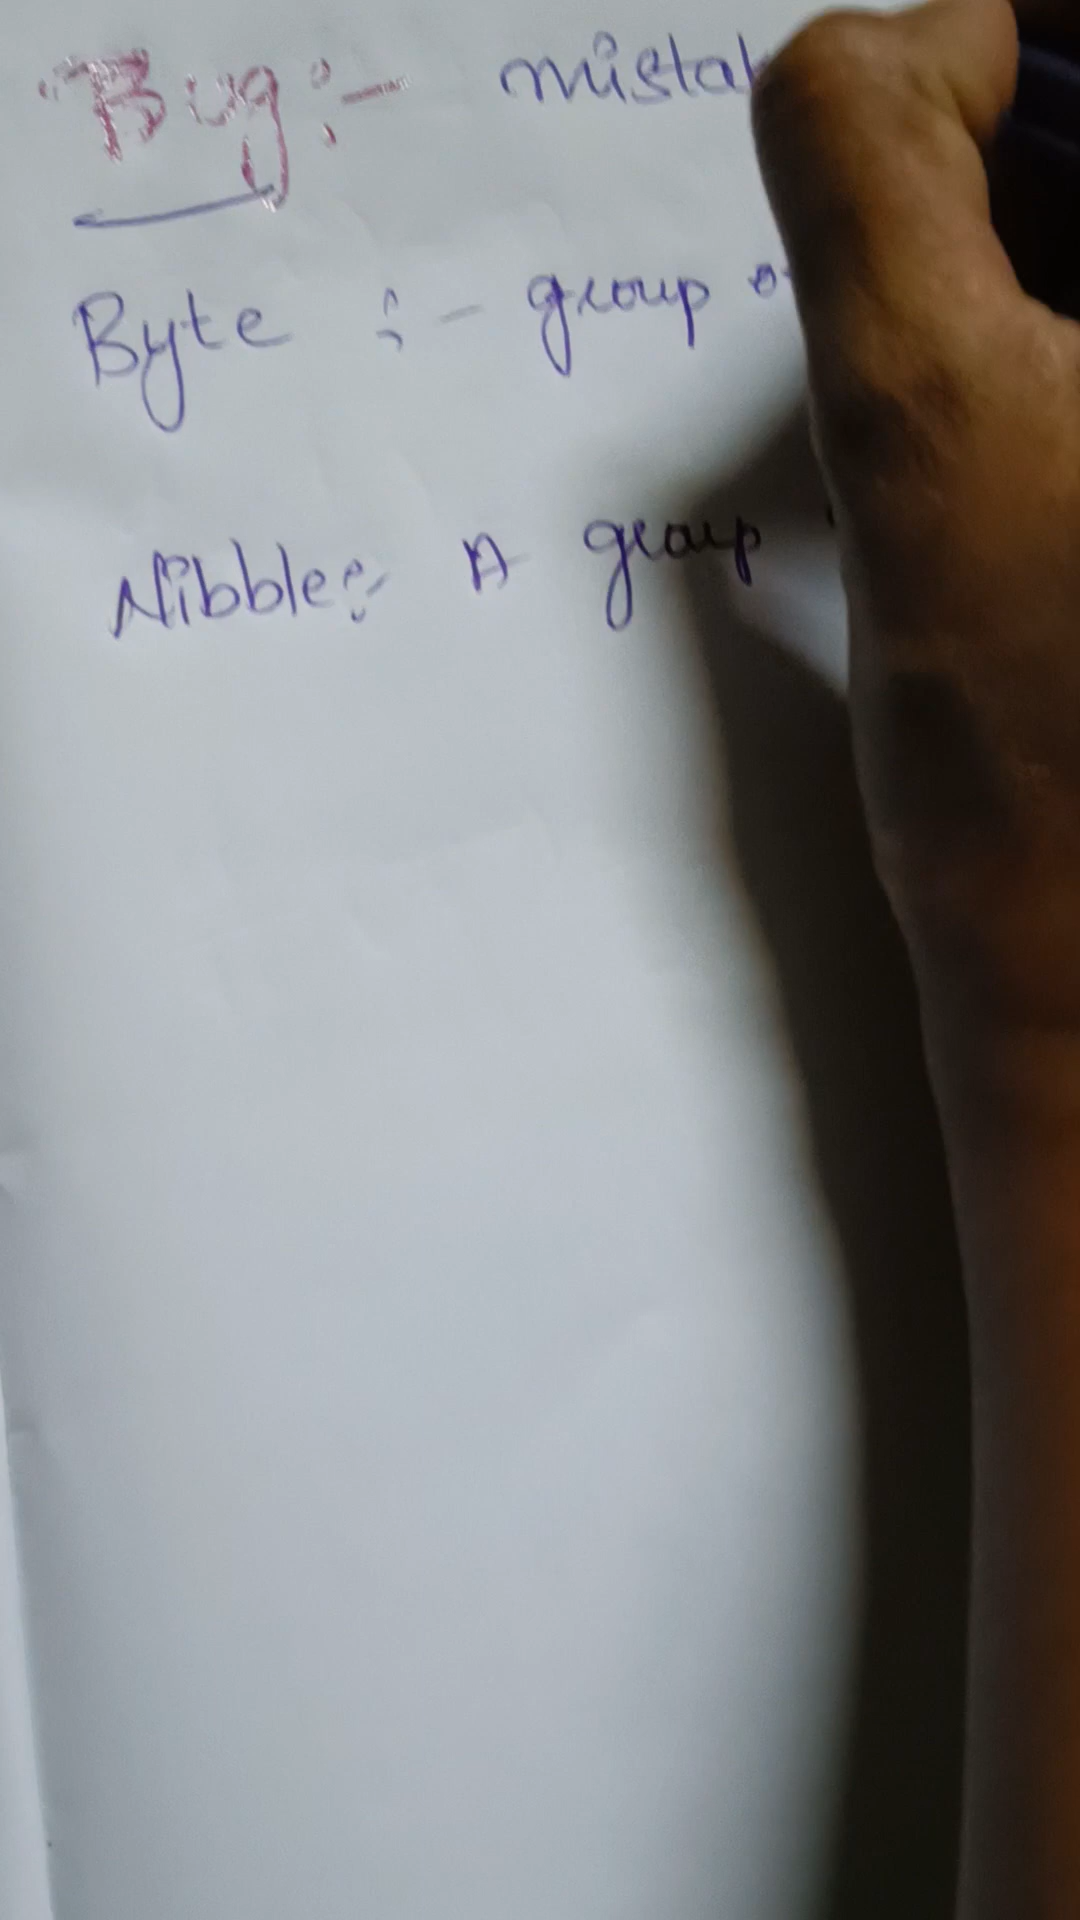 Bug :- mistak
Byte :- group o
Nibble :- A group